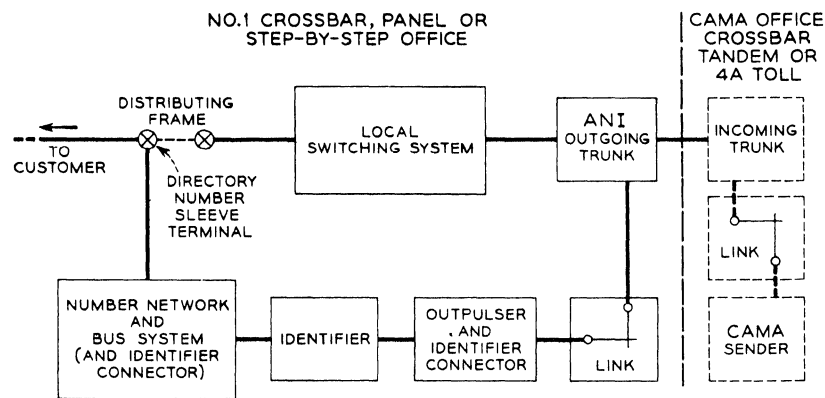 NO.1 CROSSBAR, PANEL OR
STEP-BY-STEP OFFICE
CAMA OFFICE
CROSSBAR
TANDEM OR
4A TOLL
DISTRIBUTING
FRAME
TO
CUSTOMER
DIRECTORY
NUMBER
SLEEVE
TERMINAL
LOCAL
SWITCHING SYSTEM
ANI
OUTGOING
TRUNK
INCOMING
TRUNK
LINK
CAMA
SENDER
NUMBER NETWORK
AND
BUS SYSTEM
(AND IDENTIFIER
CONNECTOR)
IDENTIFIER
OUTPULSER
AND
IDENTIFIER
CONNECTOR
LINK